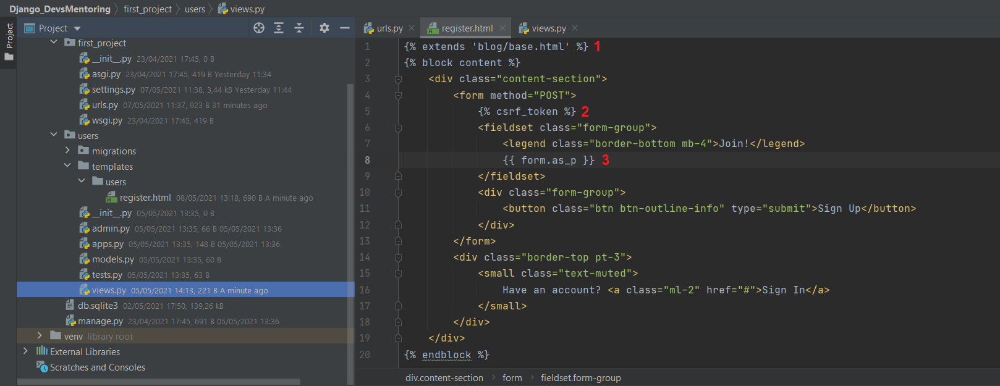 Django_DevsMentoring first_project users views.py
Project
Project
first_project
__init__.py 23/04/2021 17:45, 0 B
asgi.py 23/04/2021 17:45, 419 B Yesterday 11:34
settings.py 07/05/2021 11:38, 3,44 kB Yesterday 11:44
urls.py 07/05/2021 11:37, 923 B 31 minutes ago
wsgi.py 23/04/2021 17:45, 419 B
users
migrations
templates
users
register.html 08/05/2021 13:18, 690 B A minute ago
__init__.py 05/05/2021 13:35, 0 B
admin.py 05/05/2021 13:35, 66 B 05/05/2021 13:36
apps.py 05/05/2021 13:35, 148 B 05/05/2021 13:36
models.py 05/05/2021 13:35, 60 B
tests.py 05/05/2021 13:35, 63 B
views.py 05/05/2021 14:13, 221 B A minute ago
db.sqlite3 02/05/2021 17:50, 139,26 kB
manage.py 23/04/2021 17:45, 691 B 05/05/2021 13:36
venv library root
External Libraries
Scratches and Consoles
urls.py register.html views.py
1 {% extends 'blog/base.html' %} 1
2 {% block content %}
3 <div class="content-section">
4 <form method="POST">
5 {% csrf_token %} 2
6 <fieldset class="form-group">
7 <legend class="border-bottom mb-4">Join!</legend>
8 {{ form.as_p }} 3
9 </fieldset>
10 <div class="form-group">
11 <button class="btn btn-outline-info" type="submit">Sign Up</button>
12 </div>
13 </form>
14 <div class="border-top pt-3">
15 <small class="text-muted">
16 Have an account? <a class="ml-2" href="#">Sign In</a>
17 </small>
18 </div>
19 </div>
20 {% endblock %}
div.content-section form fieldset.form-group